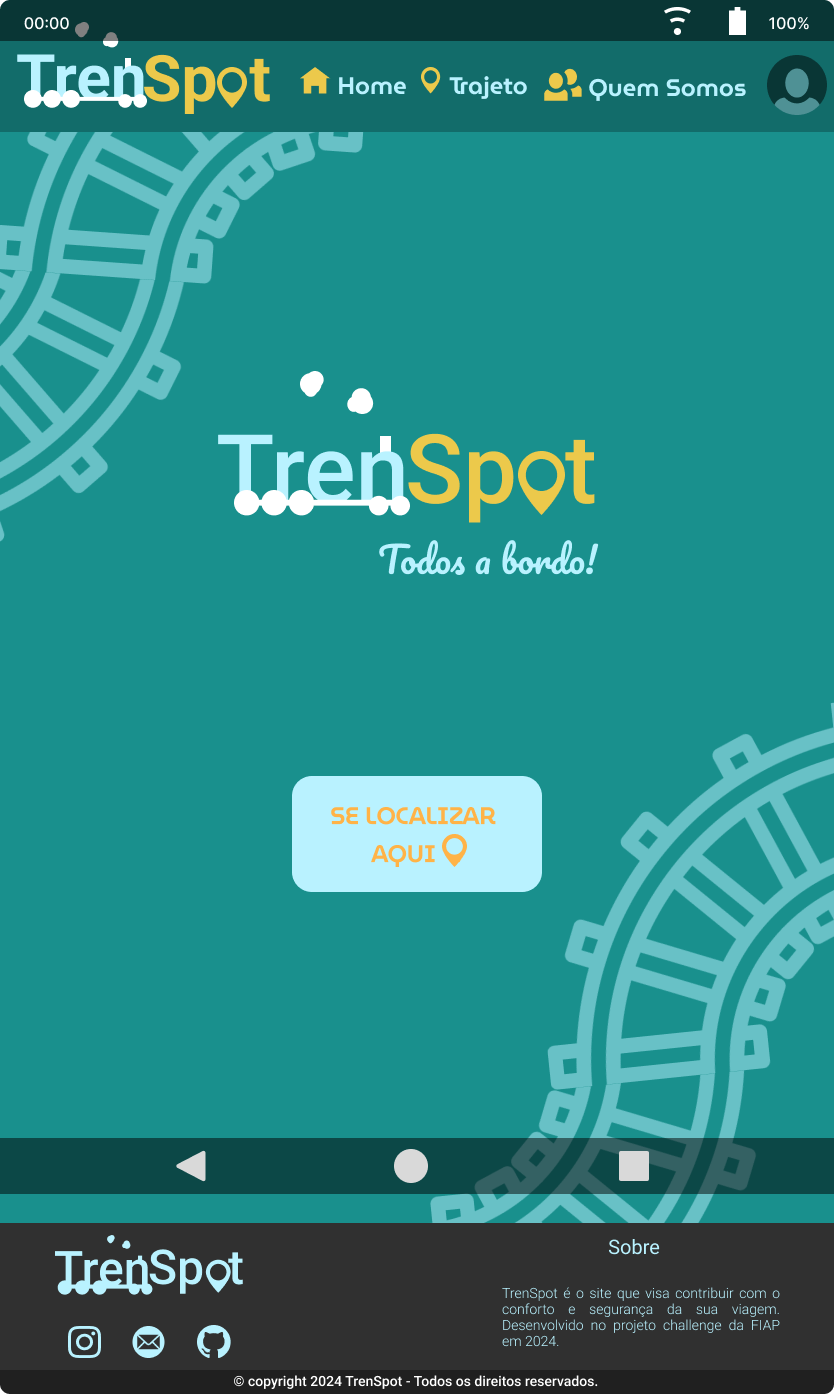 00:00 100%
TrenSpot Home Trajeto Quem Somos
TrenSpot
Todos a bordo!
SE LOCALIZAR
AQUI
TrenSpot
Sobre
TrenSpot é o site que visa contribuir com o
conforto e segurança da sua viagem.
Desenvolvido no projeto challenge da FIAP
em 2024.
© copyright 2024 TrenSpot - Todos os direitos reservados.